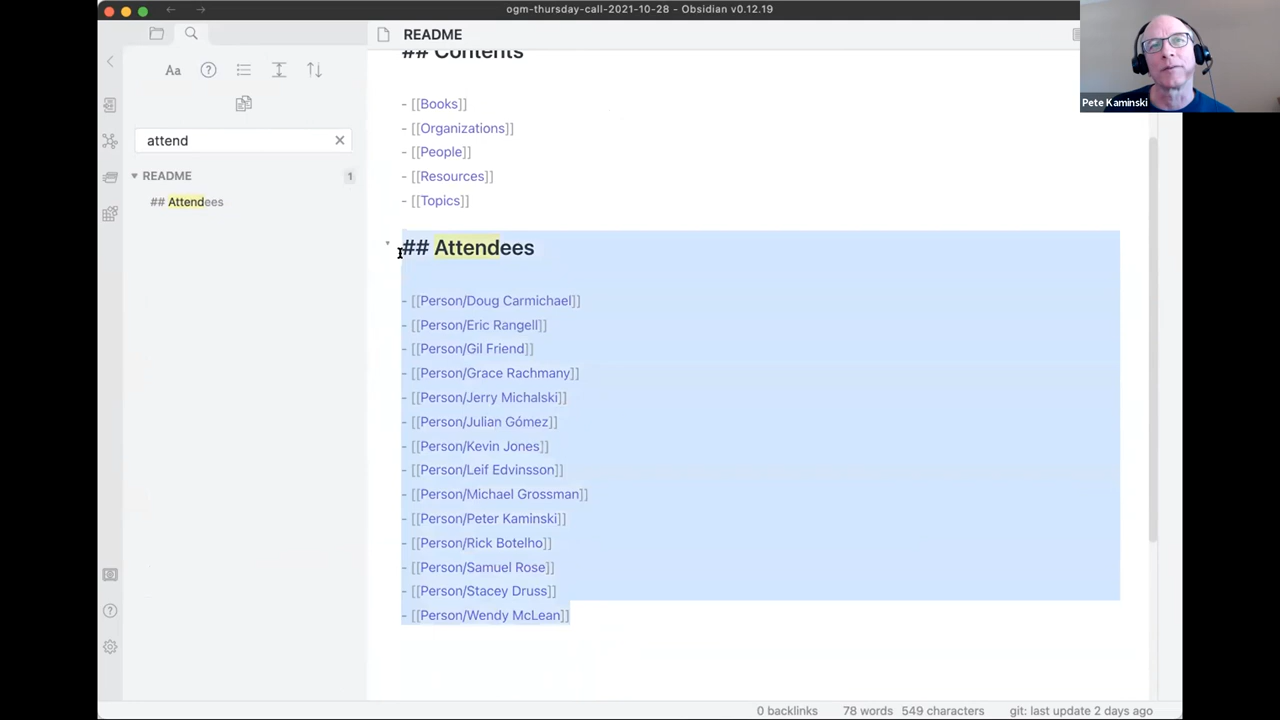 ogm-thursday-call-2021-10-28 - Obsidian v0.12.19
README
## Contents
Aa
attend
README 1
## Attendees
- [[Books]]
- [[Organizations]]
- [[People]]
- [[Resources]]
- [[Topics]]
## Attendees
- [[Person/Doug Carmichael]]
- [[Person/Eric Rangell]]
- [[Person/Gil Friend]]
- [[Person/Grace Rachmany]]
- [[Person/Jerry Michalski]]
- [[Person/Julian Gómez]]
- [[Person/Kevin Jones]]
- [[Person/Leif Edvinsson]]
- [[Person/Michael Grossman]]
- [[Person/Peter Kaminski]]
- [[Person/Rick Botelho]]
- [[Person/Samuel Rose]]
- [[Person/Stacey Druss]]
- [[Person/Wendy McLean]]
0 backlinks 78 words 549 characters git: last update 2 days ago
Pete Kaminski